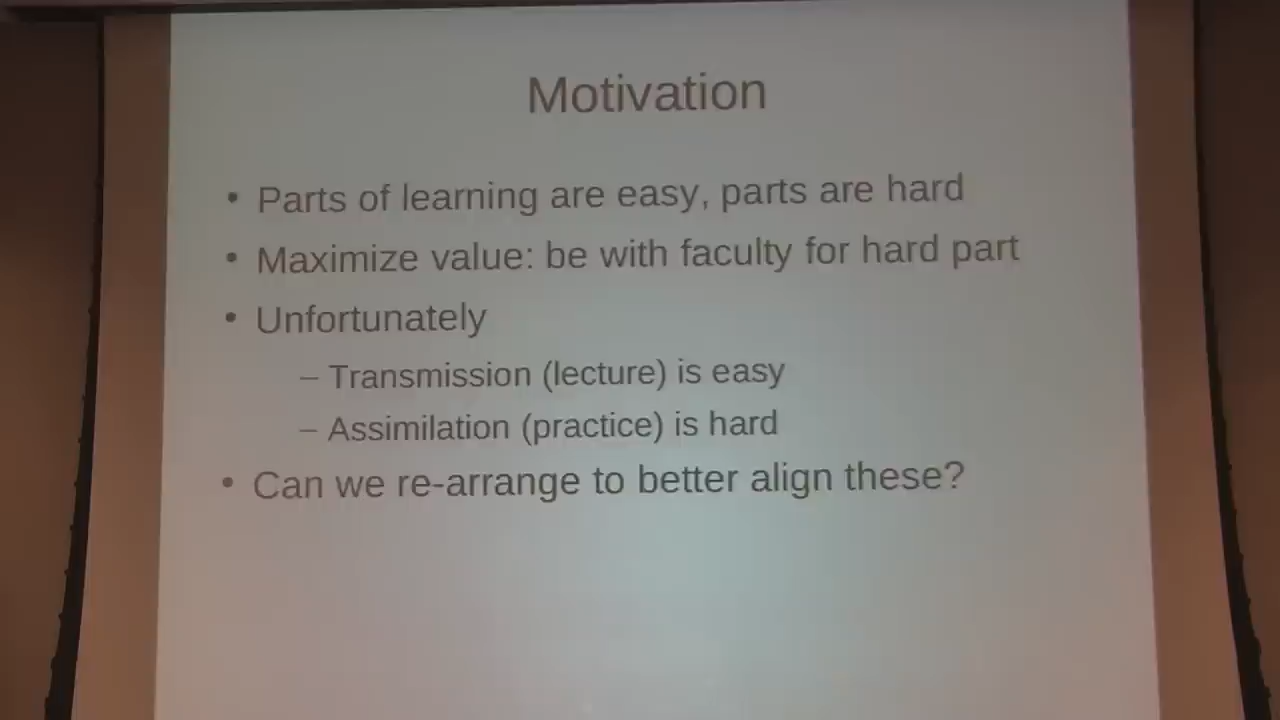 Motivation
• Parts of learning are easy, parts are hard
• Maximize value: be with faculty for hard part
• Unfortunately
– Transmission (lecture) is easy
– Assimilation (practice) is hard
• Can we re-arrange to better align these?